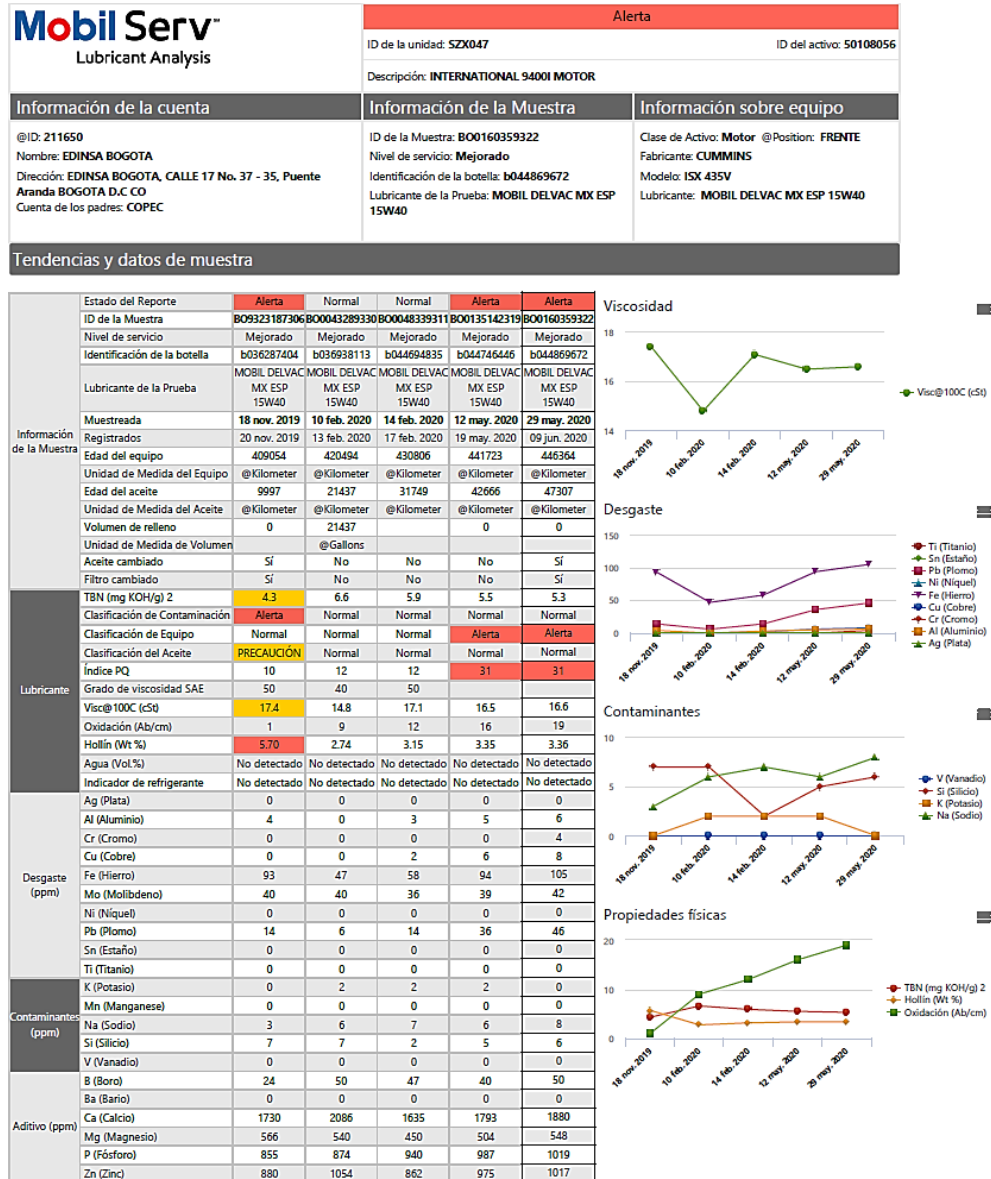 Mobil Serv™
Lubricant Analysis
Alerta
ID de la unidad: SZX047 ID del activo: 50108056
Descripción: INTERNATIONAL 9400I MOTOR
Información de la cuenta
@ID: 211650
Nombre: EDINSA BOGOTA
Dirección: EDINSA BOGOTA, CALLE 17 No. 37 - 35, Puente
Aranda BOGOTA D.C CO
Cuenta de los padres: COPEC
Información de la Muestra
ID de la Muestra: BO0160359322
Nivel de servicio: Mejorado
Identificación de la botella: b044869672
Lubricante de la Prueba: MOBIL DELVAC MX ESP
15W40
Información sobre equipo
Clase de Activo: Motor @Position: FRENTE
Fabricante: CUMMINS
Modelo: ISX 435V
Lubricante: MOBIL DELVAC MX ESP 15W40
Tendencias y datos de muestra
Información
de la Muestra
Estado del Reporte Alerta Normal Normal Alerta Alerta
ID de la Muestra BO9323187306 BO0043289330 BO0048339311 BO0135142319 BO0160359322
Nivel de servicio Mejorado Mejorado Mejorado Mejorado Mejorado
Identificación de la botella b036287404 b036938113 b044694835 b044746446 b044869672
Lubricante de la Prueba MOBIL DELVAC MX ESP 15W40 MOBIL DELVAC MX ESP 15W40 MOBIL DELVAC MX ESP 15W40 MOBIL DELVAC MX ESP 15W40 MOBIL DELVAC MX ESP 15W40
Muestreada 18 nov. 2019 10 feb. 2020 14 feb. 2020 12 may. 2020 29 may. 2020
Registrados 20 nov. 2019 13 feb. 2020 17 feb. 2020 19 may. 2020 09 jun. 2020
Edad del equipo 409054 420494 430806 441723 446364
Unidad de Medida del Equipo @Kilometer @Kilometer @Kilometer @Kilometer @Kilometer
Edad del aceite 9997 21437 31749 42666 47307
Unidad de Medida del Aceite @Kilometer @Kilometer @Kilometer @Kilometer @Kilometer
Volumen de relleno 0 21437 0 0
Unidad de Medida de Volumen @Gallons
Aceite cambiado Sí No No No Sí
Filtro cambiado Sí No No No Sí
Lubricante
TBN (mg KOH/g) 2 4.3 6.6 5.9 5.5 5.3
Clasificación de Contaminación Alerta Normal Normal Normal Normal
Clasificación de Equipo Normal Normal Normal Alerta Alerta
Clasificación del Aceite PRECAUCIÓN Normal Normal Normal Normal
Índice PQ 10 12 12 31 31
Grado de viscosidad SAE 50 40 50
Visc@100C (cSt) 17.4 14.8 17.1 16.5 16.6
Oxidación (Ab/cm) 1 9 12 16 19
Hollín (Wt %) 5.70 2.74 3.15 3.35 3.36
Agua (Vol.%) No detectado No detectado No detectado No detectado No detectado
Indicador de refrigerante No detectado No detectado No detectado No detectado No detectado
Desgaste
(ppm)
Ag (Plata) 0 0 0 0 0
Al (Aluminio) 4 0 3 5 6
Cr (Cromo) 0 0 0 0 4
Cu (Cobre) 0 0 2 6 8
Fe (Hierro) 93 47 58 94 105
Mo (Molibdeno) 40 40 36 39 42
Ni (Níquel) 0 0 0 0 0
Pb (Plomo) 14 6 14 36 46
Sn (Estaño) 0 0 0 0 0
Ti (Titanio) 0 0 0 0 0
Contaminantes
(ppm)
K (Potasio) 0 2 2 2 0
Mn (Manganese) 0 0 0 0 0
Na (Sodio) 3 6 7 6 8
Si (Silicio) 7 7 2 5 6
V (Vanadio) 0 0 0 0 0
Aditivo (ppm)
B (Boro) 24 50 47 40 50
Ba (Bario) 0 0 0 0 0
Ca (Calcio) 1730 2086 1635 1793 1880
Mg (Magnesio) 566 540 450 504 548
P (Fósforo) 855 874 940 987 1019
Zn (Zinc) 880 1054 862 975 1017
Viscosidad
18
16
14
18 nov. 2019 10 feb. 2020 14 feb. 2020 12 may. 2020 29 may. 2020
Visc@100C (cSt)
Desgaste
150
100
50
0
18 nov. 2019 10 feb. 2020 14 feb. 2020 12 may. 2020 29 may. 2020
Ti (Titanio)
Sn (Estaño)
Pb (Plomo)
Ni (Níquel)
Fe (Hierro)
Cu (Cobre)
Cr (Cromo)
Al (Aluminio)
Ag (Plata)
Contaminantes
10
5
0
18 nov. 2019 10 feb. 2020 14 feb. 2020 12 may. 2020 29 may. 2020
V (Vanadio)
Si (Silicio)
K (Potasio)
Na (Sodio)
Propiedades físicas
20
10
0
18 nov. 2019 10 feb. 2020 14 feb. 2020 12 may. 2020 29 may. 2020
TBN (mg KOH/g) 2
Hollín (Wt %)
Oxidación (Ab/cm)